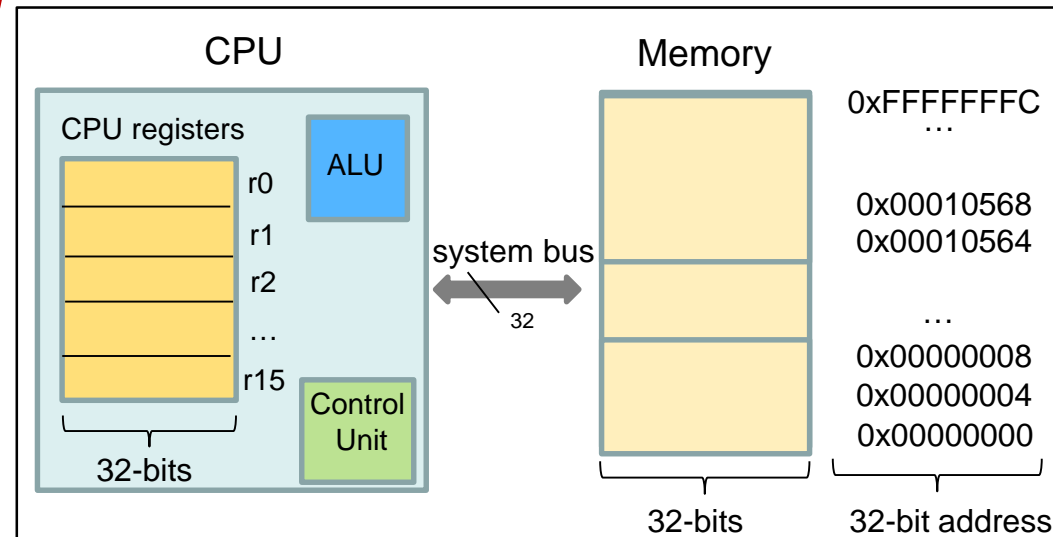 CPU
Memory
CPU registers
ALU
r0
r1
r2
…
r15
Control
Unit
32-bits
system bus
32
0xFFFFFFFC
…
0x00010568
0x00010564
…
0x00000008
0x00000004
0x00000000
32-bits
32-bit address